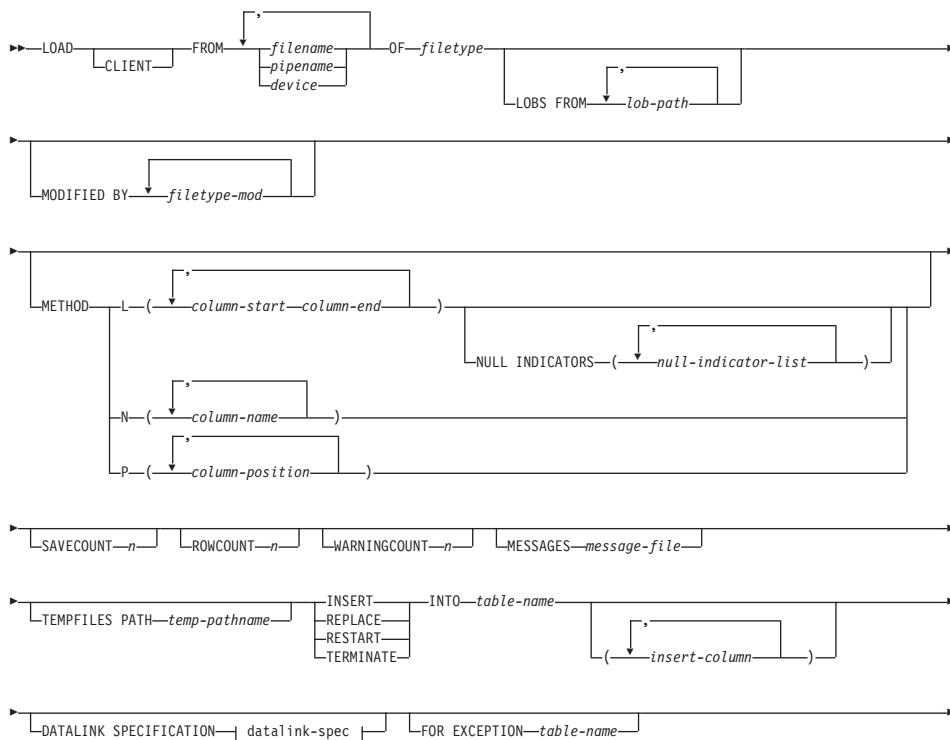 LOAD CLIENT FROM , filename OF filetype
pipename
device
LOBS FROM , lob-path
MODIFIED BY filetype-mod
METHOD L ( , column-start column-end )
NULL INDICATORS ( , null-indicator-list )
N ( , column-name )
P ( , column-position )
SAVECOUNT n ROWCOUNT n WARNINGCOUNT n MESSAGES message-file
TEMPFILES PATH temp-pathname INSERT INTO table-name
REPLACE
RESTART
TERMINATE
( , insert-column )
DATALINK SPECIFICATION datalink-spec FOR EXCEPTION table-name